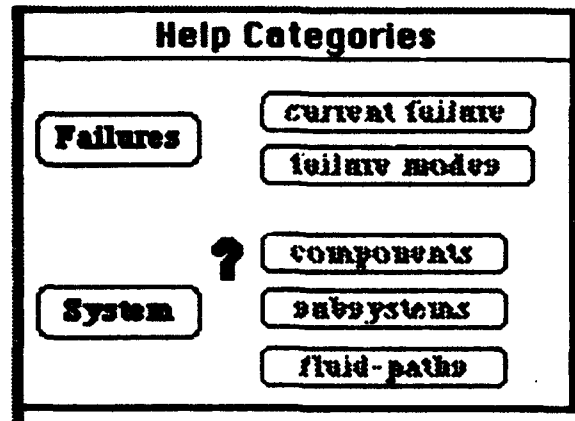 Help Categories
Failures
current failure
failure modes
?
System
components
subsystems
fluid-paths